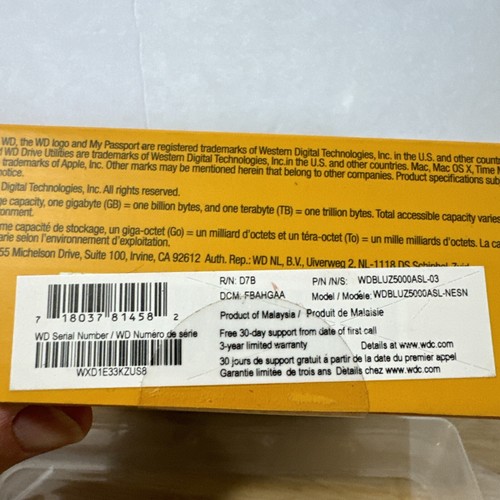 WD, the WD logo and My Passport are registered trademarks of Western Digital Technologies, Inc. in the U.S. and other
WD Drive Utilities are trademarks of Western Digital Technologies, Inc.in the U.S. and other countries. Mac, Mac OS X, Time
trademarks of Apple, Inc. Other marks may be mentioned herein that belong to other companies. Product specifications
notice.
Digital Technologies, Inc. All rights reserved.
capacity, one gigabyte (GB) = one billion bytes, and one terabyte (TB) = one trillion bytes. Total accessible capacity varies
capacité de stockage, un giga-octet (Go) = un milliard d'octets et un téra-octet (To) = un mille milliards d'octets. La
selon l'environnement d'exploitation.
55 Michelson Drive, Suite 100, Irvine, CA 92612 Auth. Rep.: WD NL, B.V., Uiverweg 2, NL-1118 DS
R/N: D7B P/N /N/S: WDBLUZ5000ASL-03
DCM: FBAHGAA Model / Modèle: WDBLUZ5000ASL-NESN
7 18037 81458 2
Product of Malaysia / Produit de Malaisie
WD Serial Number / WD Numéro de série
WXD1E33KZUS8
Free 30-day support from date of first call
3-year limited warranty Details at www.wdc.com
30 jours de support gratuit à partir de la date du premier appel
Garantie limitée de trois ans Détails chez www.wdc.com